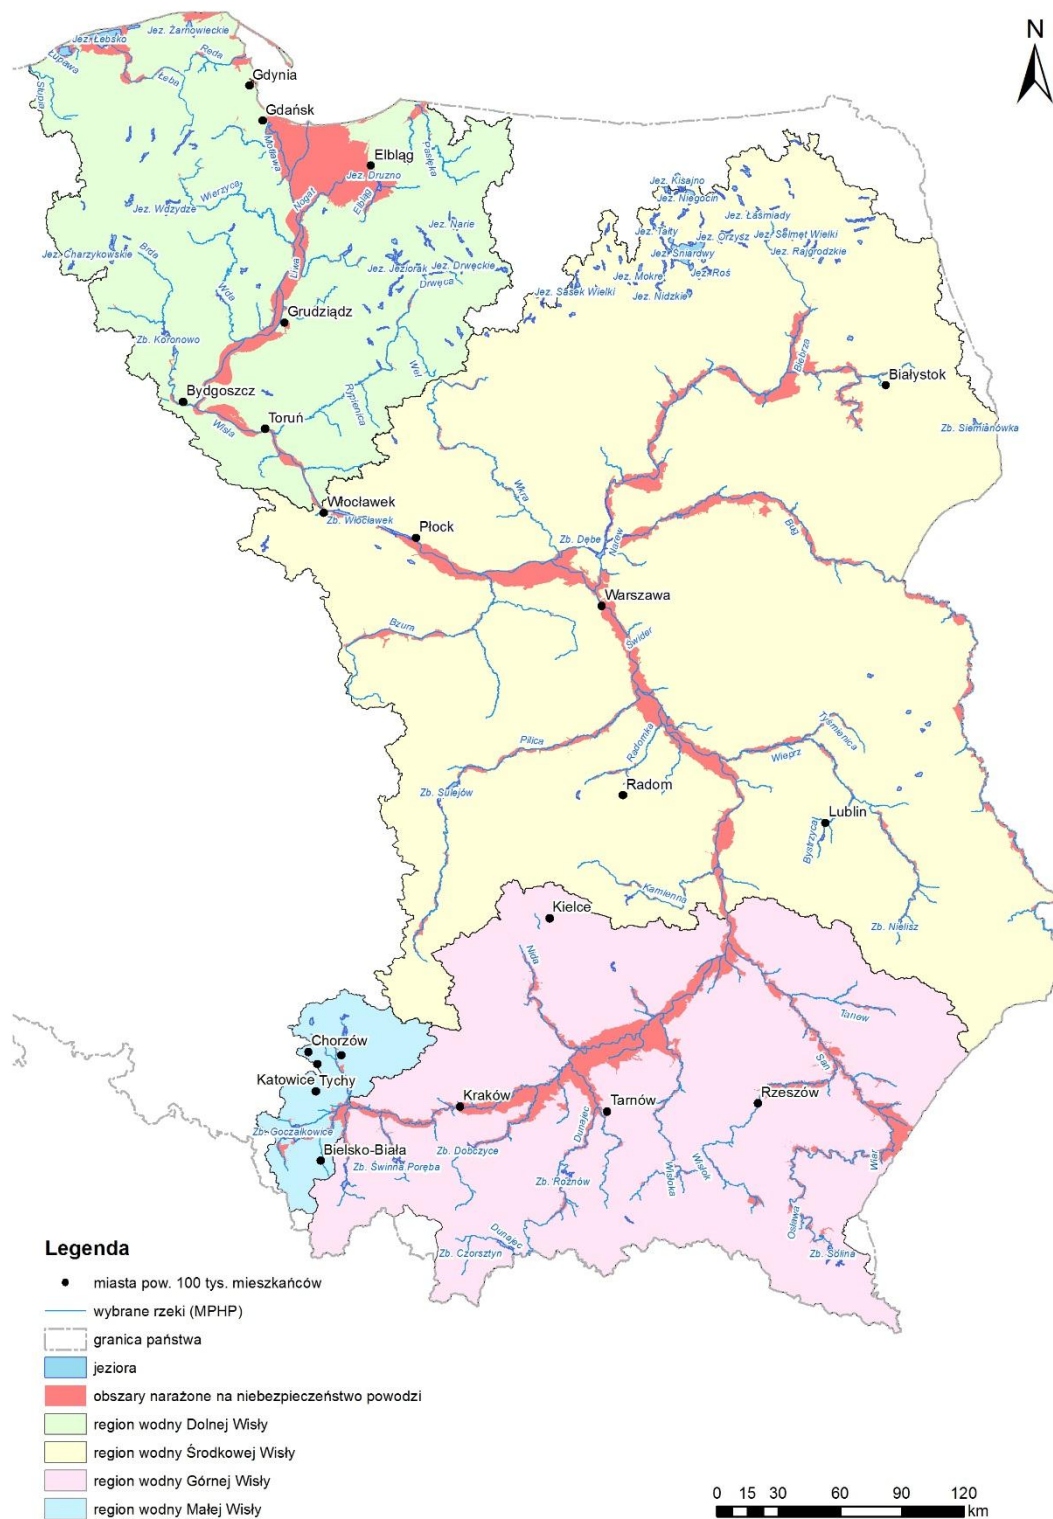 N
Jez. Żarnowieckie
Jez. Łebsko
Łupawa
Reda
Łeba
Słupia
Gdynia
Gdańsk
Motława
Elbląg
Pasłęka
Jez. Druzno
Nogat
Elbląg
Wierzyca
Jez. Wdzydze
Brda
Jez. Charzykowskie
Jez. Narie
Jez. Jeziorak
Jez. Drwęckie
Drwęca
Liwa
Wda
Grudziądz
Zb. Koronowo
Wel
Rypienica
Bydgoszcz
Toruń
Wisła
Jez. Kisajno
Jez. Niegocin
Jez. Łaśmiady
Jez. Tałty
Jez. Orzysz
Jez. Selmęt Wielki
Jez. Śniardwy
Jez. Rajgrodzkie
Jez. Mokre
Jez. Roś
Jez. Sasek Wielki
Jez. Nidzkie
Biebrza
Białystok
Zb. Siemianówka
Włocławek
Zb. Włocławek
Płock
Wkra
Zb. Dębe
Narew
Bug
Warszawa
Świder
Bzura
Pilica
Radomka
Wieprz
Tyśmienica
Zb. Sulejów
Radom
Lublin
Bystrzyca
Kamienna
Zb. Nielisz
Kielce
Nida
Tanew
San
Chorzów
Katowice
Tychy
Kraków
Tarnów
Rzeszów
Zb. Goczałkowice
Bielsko-Biała
Zb. Świnna Poręba
Zb. Dobczyce
Dunajec
Zb. Rożnów
Wisłoka
Wisłok
Wiar
Osława
Dunajec
Zb. Czorsztyn
Zb. Solina
Legenda
miasta pow. 100 tys. mieszkańców
wybrane rzeki (MPHP)
granica państwa
jeziora
obszary narażone na niebezpieczeństwo powodzi
region wodny Dolnej Wisły
region wodny Środkowej Wisły
region wodny Górnej Wisły
region wodny Małej Wisły
0 15 30 60 90 120
km